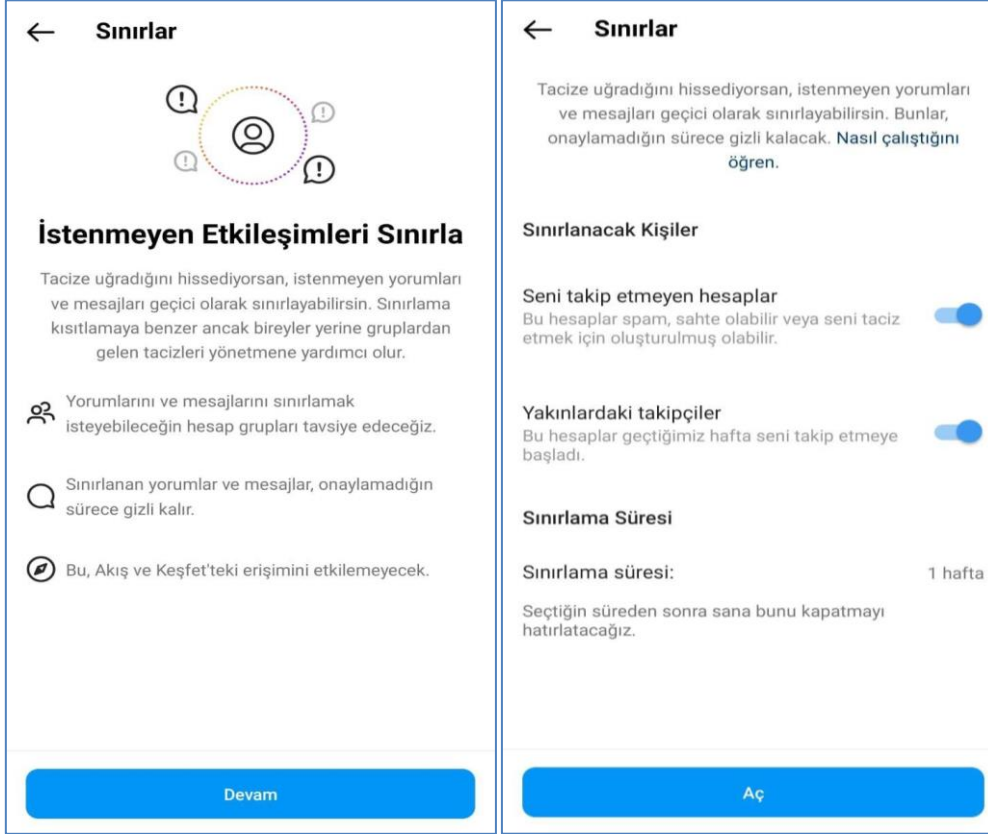 Sınırlar
İstenmeyen Etkileşimleri Sınırla
Tacize uğradığını hissediyorsan, istenmeyen yorumları
ve mesajları geçici olarak sınırlayabilirsin. Sınırlama
kısıtlamaya benzer ancak bireyler yerine gruplardan
gelen tacizleri yönetmene yardımcı olur.
Yorumlarını ve mesajlarını sınırlamak
isteyebileceğin hesap grupları tavsiye edeceğiz.
Sınırlanan yorumlar ve mesajlar, onaylamadığın
sürece gizli kalır.
Bu, Akış ve Keşfet'teki erişimini etkilemeyecek.
Devam
Sınırlar
Tacize uğradığını hissediyorsan, istenmeyen yorumları
ve mesajları geçici olarak sınırlayabilirsin. Bunlar,
onaylamadığın sürece gizli kalacak. Nasıl çalıştığını
öğren.
Sınırlanacak Kişiler
Seni takip etmeyen hesaplar
Bu hesaplar spam, sahte olabilir veya seni taciz
etmek için oluşturulmuş olabilir.
Yakınlardaki takipçiler
Bu hesaplar geçtiğimiz hafta seni takip etmeye
başladı.
Sınırlama Süresi
Sınırlama süresi: 1 hafta
Seçtiğin süreden sonra sana bunu kapatmayı
hatırlatacağız.
Aç